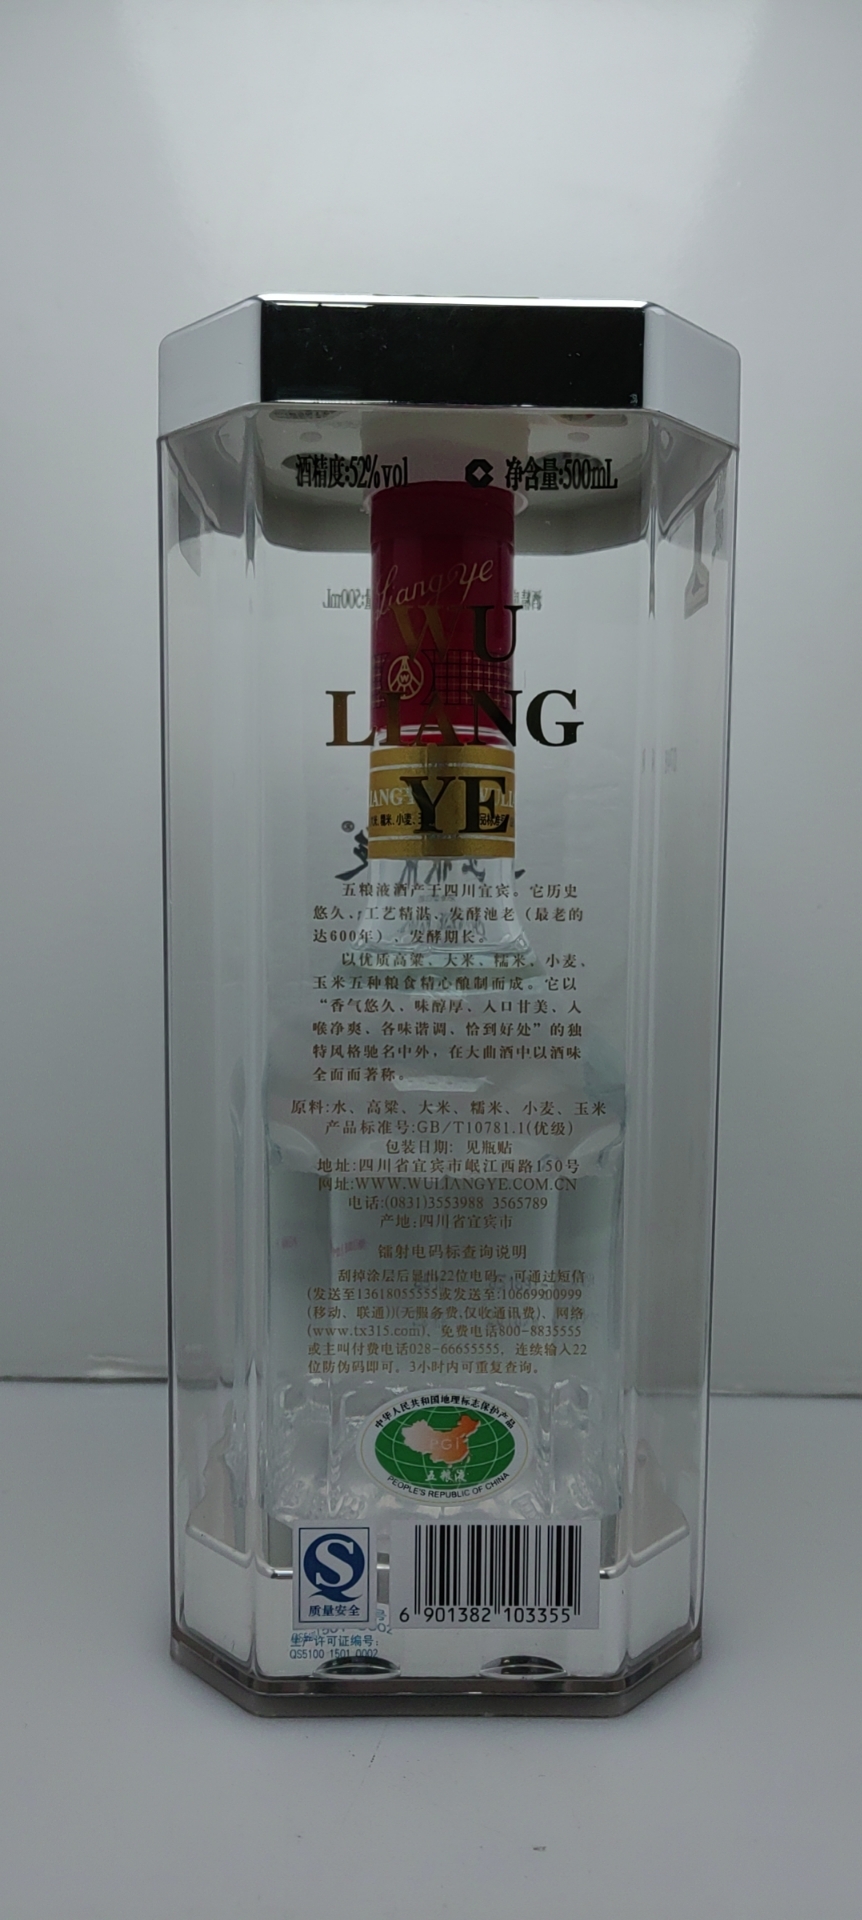 酒精度:52%vol 净含量:500mL
Liangye
WU
LIANG
YE
五粮液酒产于四川宜宾。它历史
悠久、工艺精湛、发酵池老（最老的
达600年）、发酵期长。
以优质高粱、大米、糯米、小麦、
玉米五种粮食精心酿制而成。它以
“香气悠久、味醇厚、入口甘美、入
喉净爽、各味谐调、恰到好处”的独
特风格驰名中外，在大曲酒中以酒味
全面而著称。
原料:水、高粱、大米、糯米、小麦、玉米
产品标准号:GB/T10781.1(优级)
包装日期: 见瓶贴
地址:四川省宜宾市岷江西路150号
网址:WWW.WULIANGYE.COM.CN
电话:(0831)3553988 3565789
产地:四川省宜宾市
镭射电码标查询说明
刮掉涂层后显出22位电码，可通过短信
(发送至13618055555或发送至:10669900999
(移动、联通))(无服务费,仅收通讯费)、网络
(www.tx315.com)、免费电话800-8835555
或主叫付费电话028-66655555，连续输入22
位防伪码即可。3小时内可重复查询。
中华人民共和国地理标志保护产品
PGI
五粮液
PEOPLE'S REPUBLIC OF CHINA
质量安全
6 901382 103355
生产许可证编号:
QS5100 1501 0002